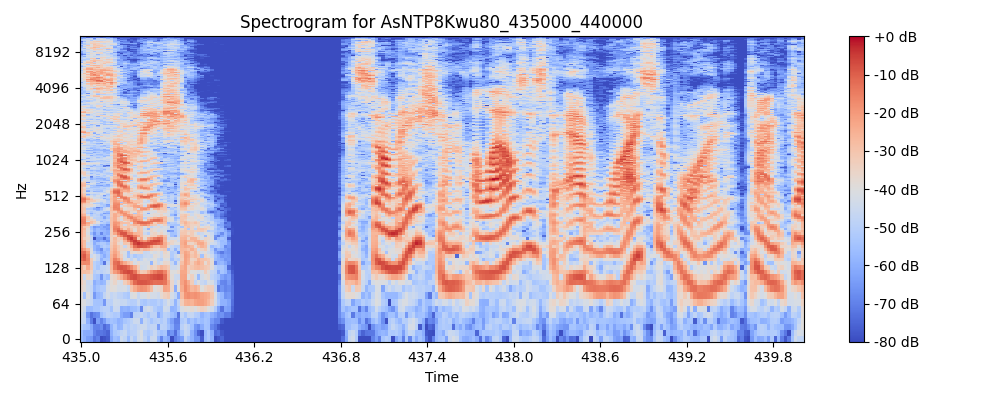 Spectrogram for AsNTP8Kwu80_435000_440000
+0 dB
8192
-10 dB
4096
-20 dB
2048
-30 dB
1024
-40 dB
Hz
512
-50 dB
256
-60 dB
128
-70 dB
64
0
-80 dB
435.0 435.6 436.2 436.8 437.4 438.0 438.6 439.2 439.8
Time